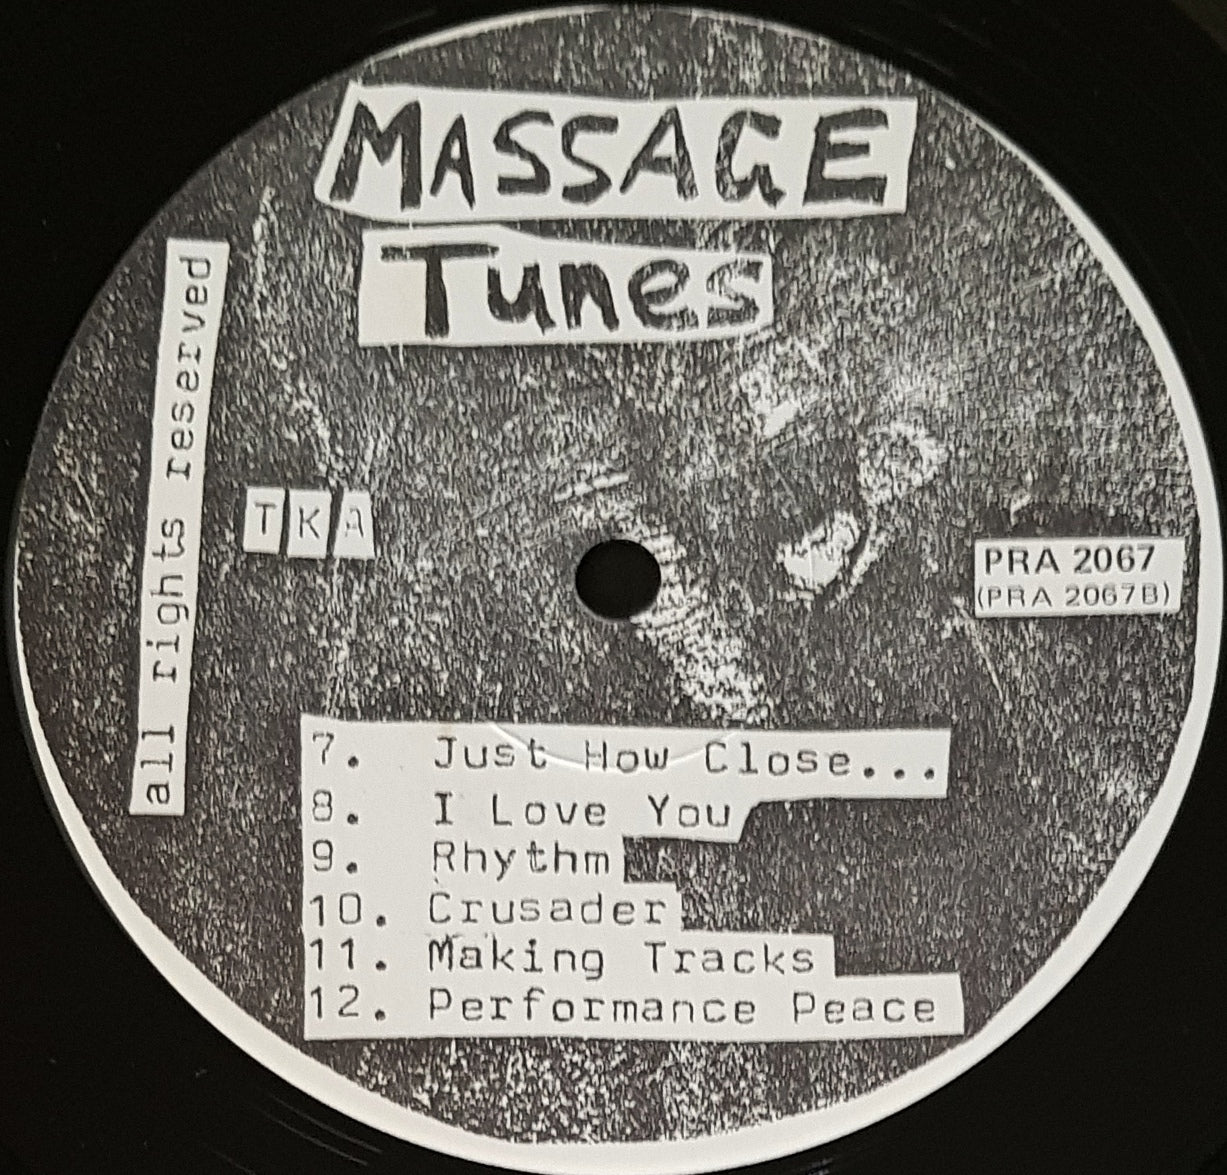 MASSAGE
Tunes
all rights reserved
TKA
PRA 2067
(PRA 2067B)
7. Just How Close...
8. I Love You
9. Rhythm
10. Crusader
11. Making Tracks
12. Performance Peace